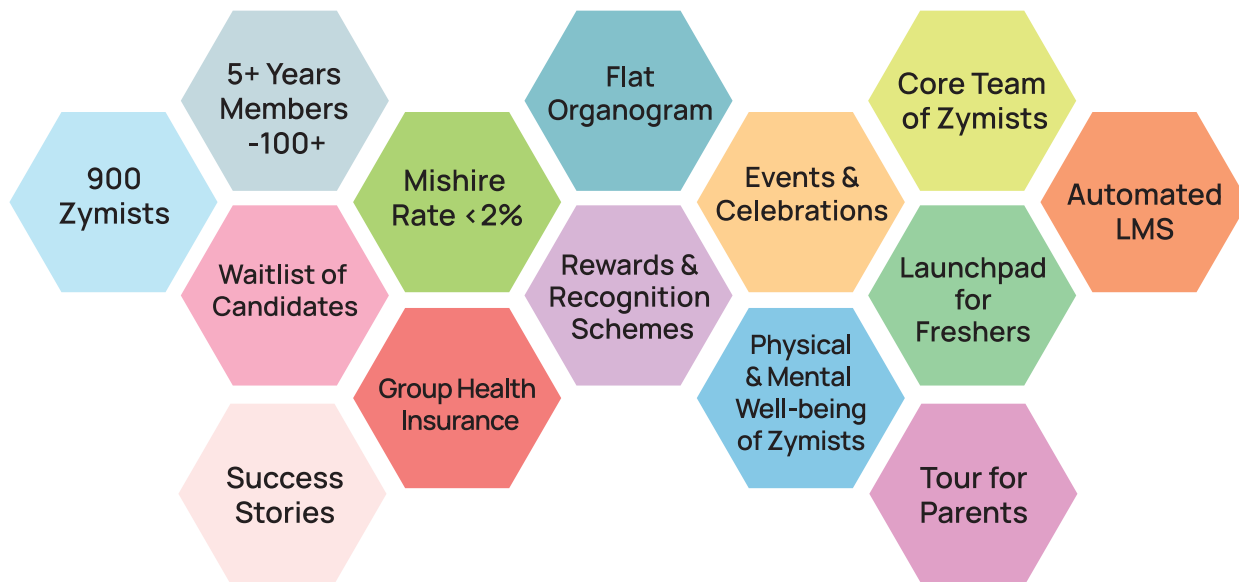 900
Zymists
5+ Years
Members
-100+
Waitlist of
Candidates
Success
Stories
Mishire
Rate <2%
Group Health
Insurance
Flat
Organogram
Rewards &
Recognition
Schemes
Events &
Celebrations
Physical
& Mental
Well-being
of Zymists
Core Team
of Zymists
Launchpad
for
Freshers
Tour for
Parents
Automated
LMS